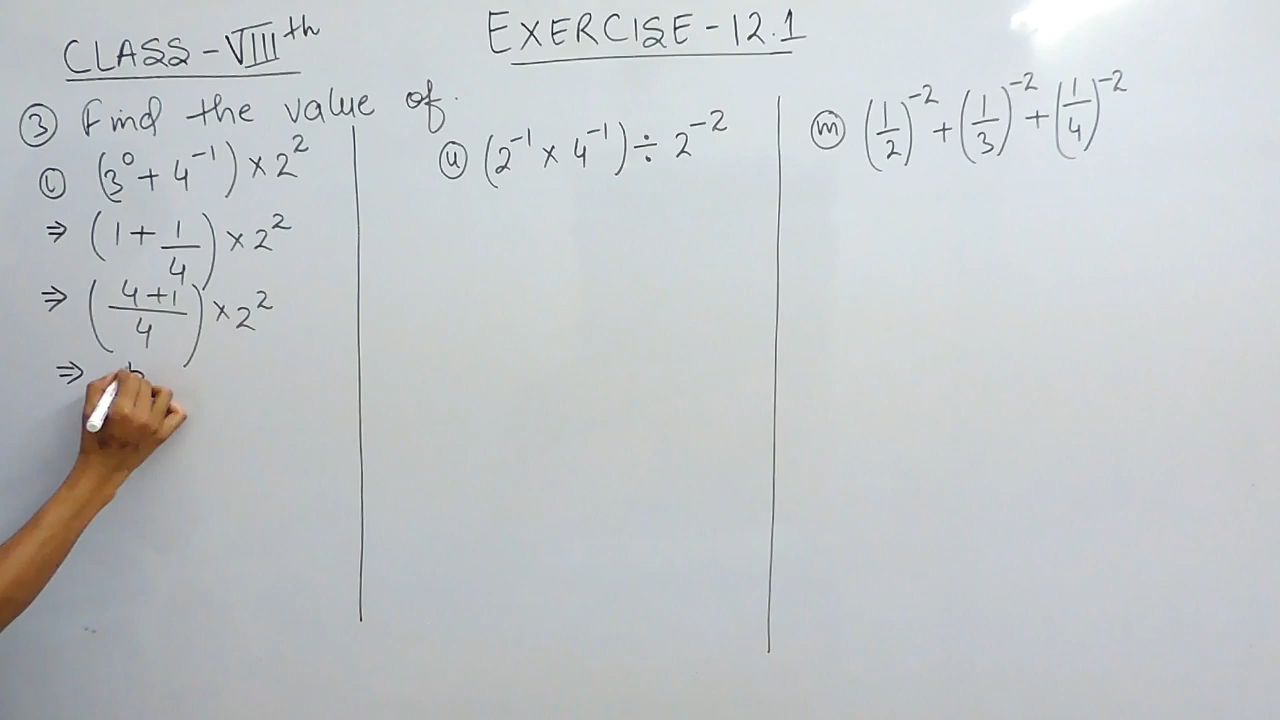 CLASS - VIIIth
EXERCISE - 12.1
③ Find the value of.
(i) (3⁰ + 4⁻¹) × 2²
⇒ (1 + 1/4) × 2²
⇒ ((4+1)/4) × 2²
⇒
(ii) (2⁻¹ × 4⁻¹) ÷ 2⁻²
(iii) (1/2)⁻² + (1/3)⁻² + (1/4)⁻²